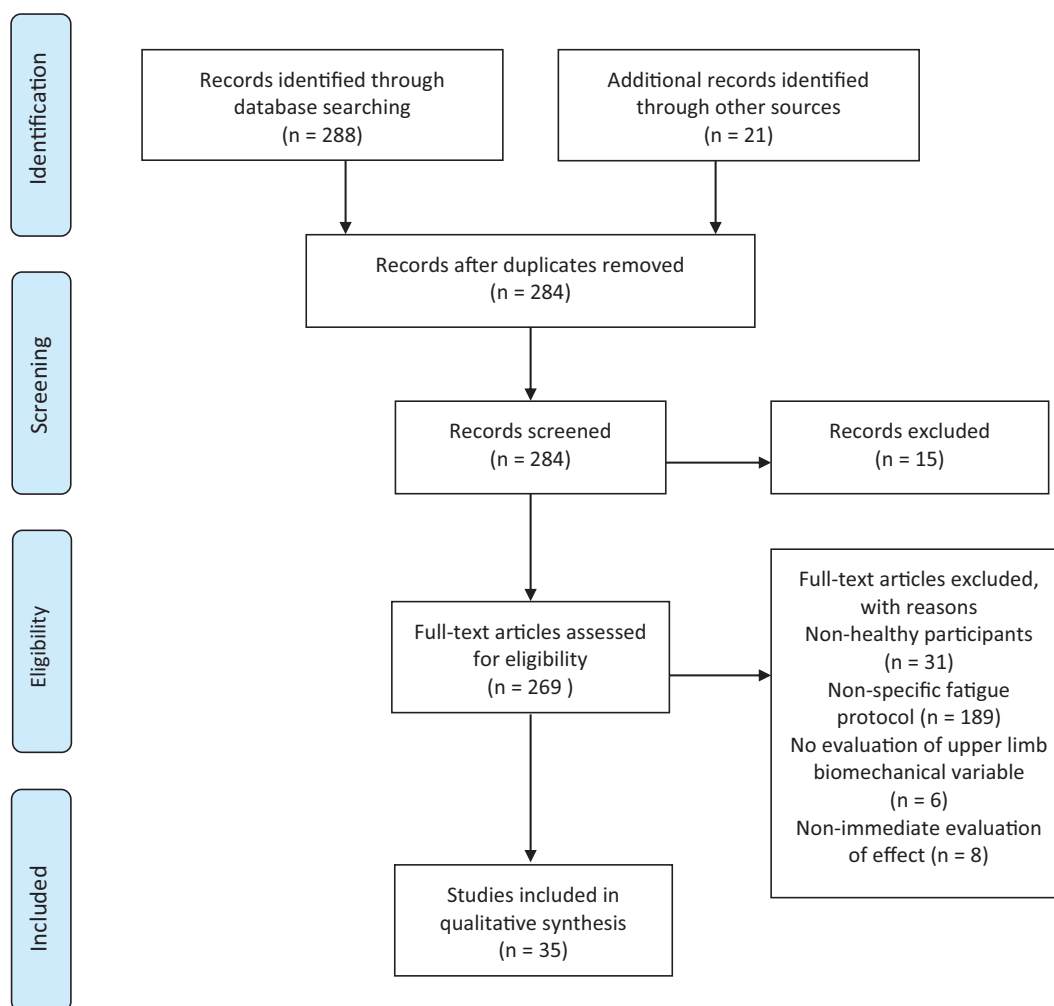 Identification
Records identified through
database searching
(n = 288)
Additional records identified
through other sources
(n = 21)
Records after duplicates removed
(n = 284)
Screening
Records screened
(n = 284)
Records excluded
(n = 15)
Eligibility
Full-text articles assessed
for eligibility
(n = 269 )
Full-text articles excluded,
with reasons
Non-healthy participants
(n = 31)
Non-specific fatigue
protocol (n = 189)
No evaluation of upper limb
biomechanical variable
(n = 6)
Non-immediate evaluation
of effect (n = 8)
Included
Studies included in
qualitative synthesis
(n = 35)